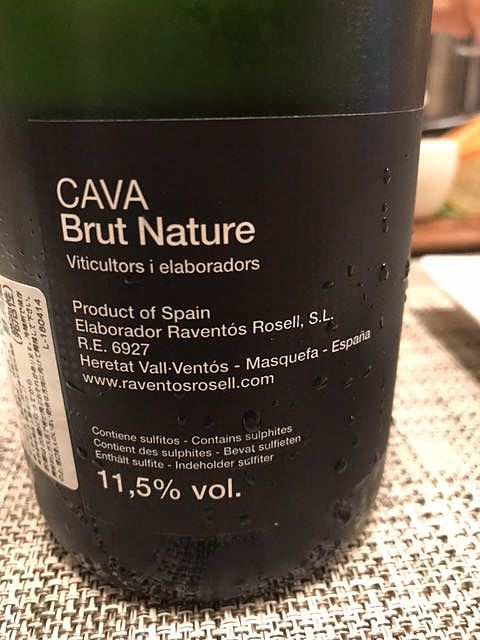 CAVA
Brut Nature
Viticultors i elaboradors
Product of Spain
Elaborador Raventós Rosell, S.L.
R.E. 6927
Heretat Vall·Ventós - Masquefa - España
www.raventosrosell.com
Contiene sulfitos - Contains sulphites
Contient des sulphites - Bevat sulfieten
Enthält sulfite - Indeholder sulfiter
11,5% vol.
L-180414